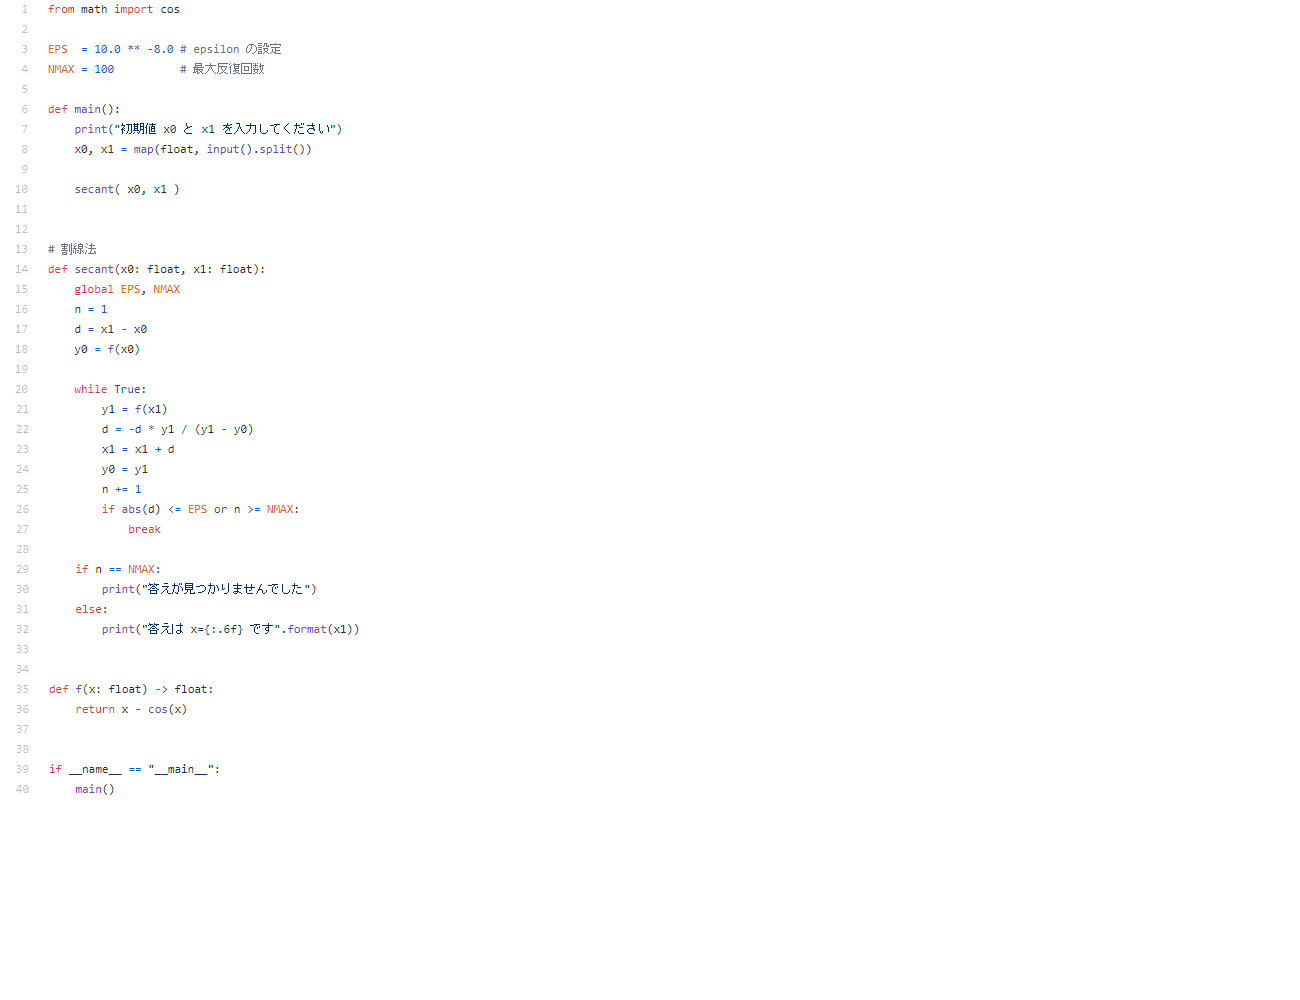 1 from math import cos
2
3 EPS  = 10.0 ** -8.0 # epsilon の設定
4 NMAX = 100          # 最大反復回数
5
6 def main():
7     print("初期値 x0 と x1 を入力してください")
8     x0, x1 = map(float, input().split())
9
10     secant( x0, x1 )
11
12
13 # 割線法
14 def secant(x0: float, x1: float):
15     global EPS, NMAX
16     n = 1
17     d = x1 - x0
18     y0 = f(x0)
19
20     while True:
21         y1 = f(x1)
22         d = -d * y1 / (y1 - y0)
23         x1 = x1 + d
24         y0 = y1
25         n += 1
26         if abs(d) <= EPS or n >= NMAX:
27             break
28
29     if n == NMAX:
30         print("答えが見つかりませんでした")
31     else:
32         print("答えは x={:.6f} です".format(x1))
33
34
35 def f(x: float) -> float:
36     return x - cos(x)
37
38
39 if __name__ == "__main__":
40     main()